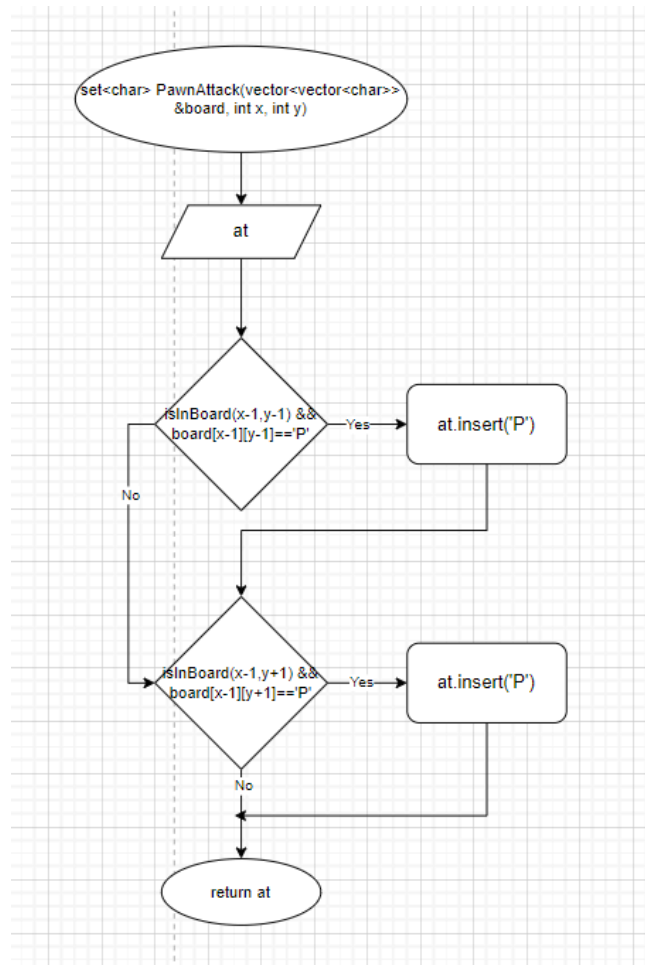 set<char> PawnAttack(vector<vector<char>>
&board, int x, int y)
at
isInBoard(x-1,y-1) &&
board[x-1][y-1]=='P'
Yes
at.insert('P')
No
isInBoard(x-1,y+1) &&
board[x-1][y+1]=='P'
Yes
at.insert('P')
No
return at